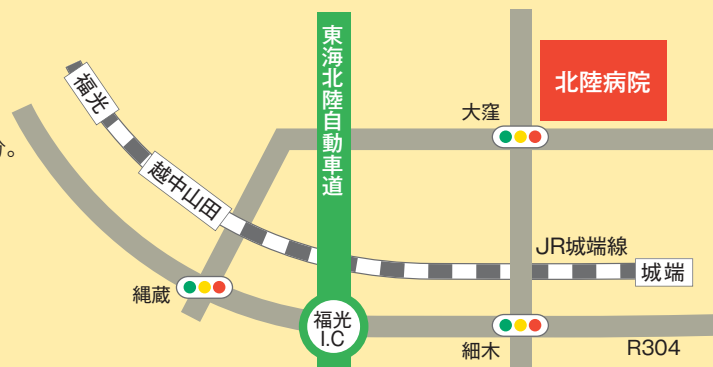 東海北陸自動車道
北陸病院
大窪
福光
分。
越中山田
JR城端線
城端
縄蔵
福光
I.C
細木
R304